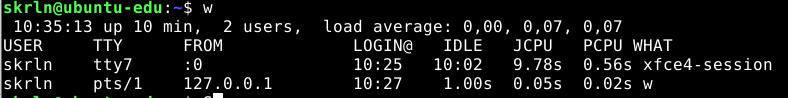 skrln@ubuntu-edu:~$ w
 10:35:13 up 10 min,  2 users,  load average: 0,00, 0,07, 0,07
USER     TTY      FROM             LOGIN@   IDLE   JCPU   PCPU WHAT
skrln    tty7     :0               10:25   10:02   9.78s  0.56s xfce4-session
skrln    pts/1    127.0.0.1        10:27    1.00s  0.05s  0.02s w